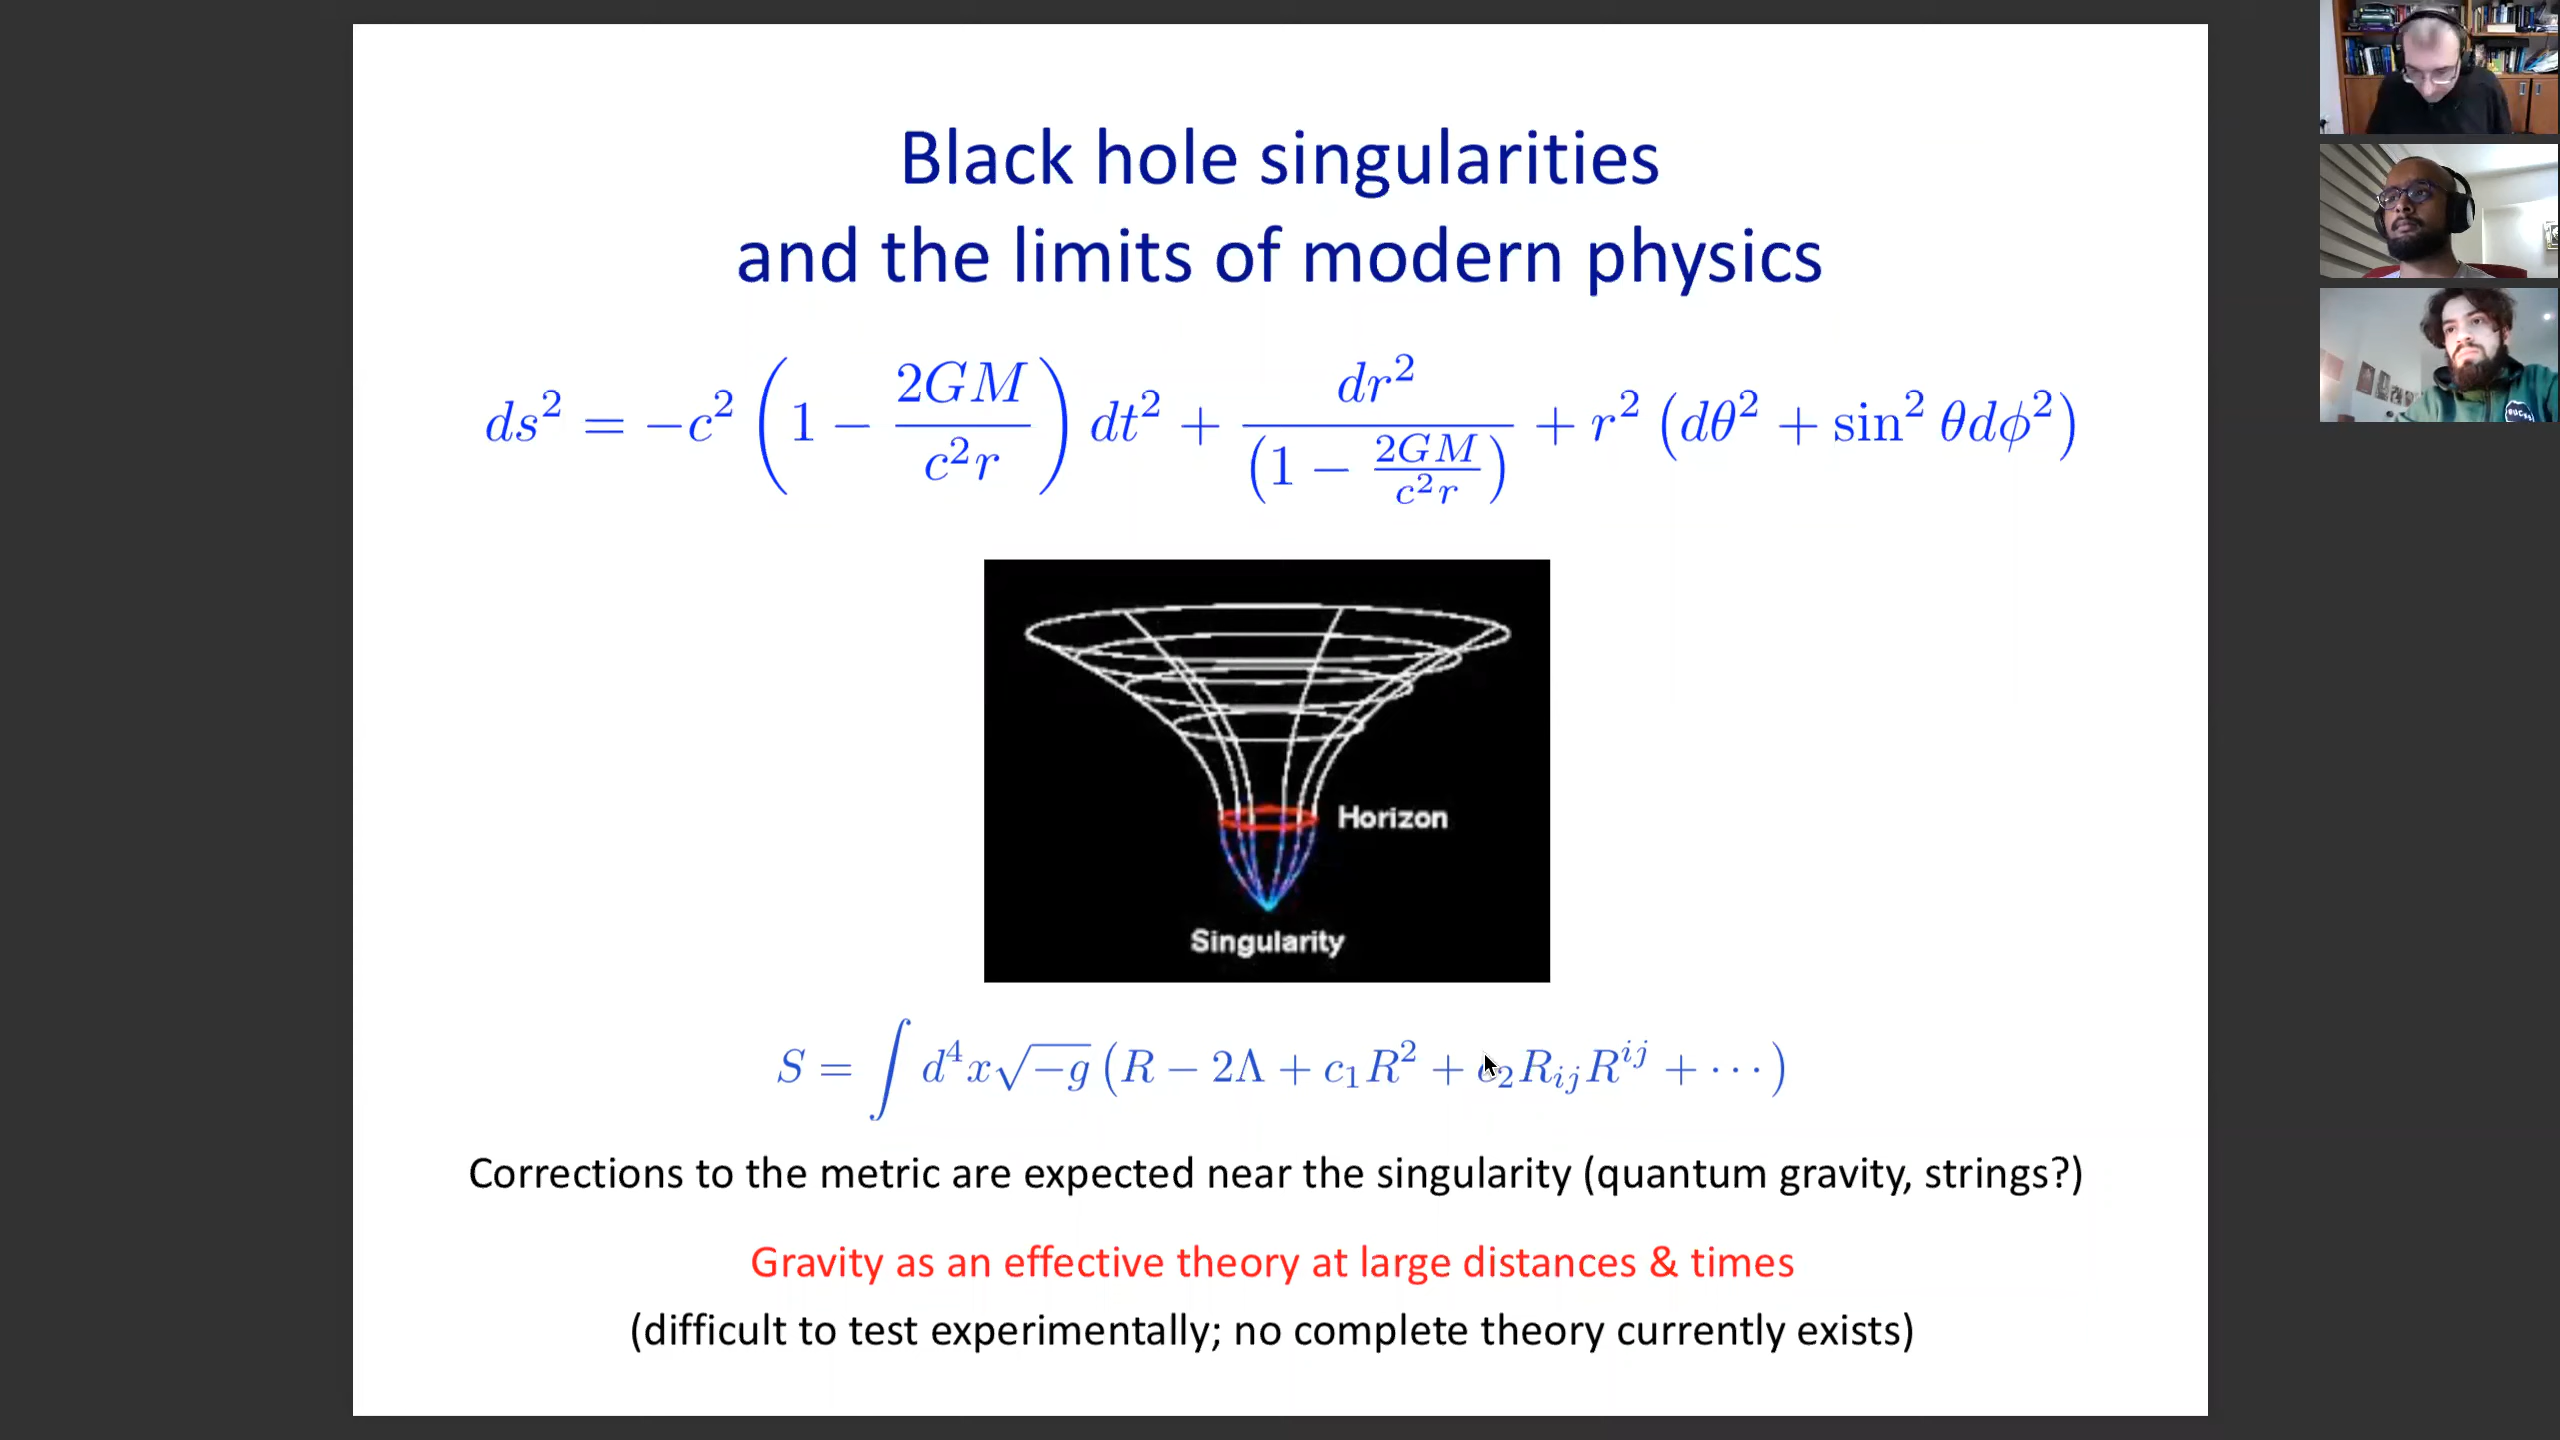 Black hole singularities
and the limits of modern physics
ds² = −c² (1 − 2GM/c²r) dt² + dr²/(1 − 2GM/c²r) + r² (dθ² + sin² θdϕ²)
Horizon
Singularity
S = ∫ d⁴x√−g (R − 2Λ + c₁R² + c₂RᵢⱼRⁱʲ + ⋯)
Corrections to the metric are expected near the singularity (quantum gravity, strings?)
Gravity as an effective theory at large distances & times
(difficult to test experimentally; no complete theory currently exists)